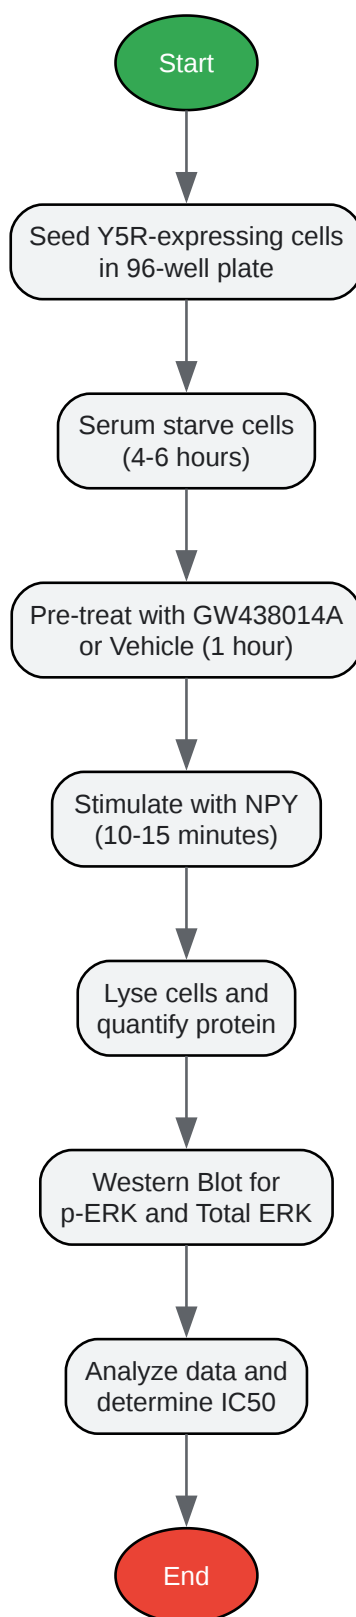 Start
Seed Y5R-expressing cells
in 96-well plate
Serum starve cells
(4-6 hours)
Pre-treat with GW438014A
or Vehicle (1 hour)
Stimulate with NPY
(10-15 minutes)
Lyse cells and
quantify protein
Western Blot for
p-ERK and Total ERK
Analyze data and
determine IC50
End